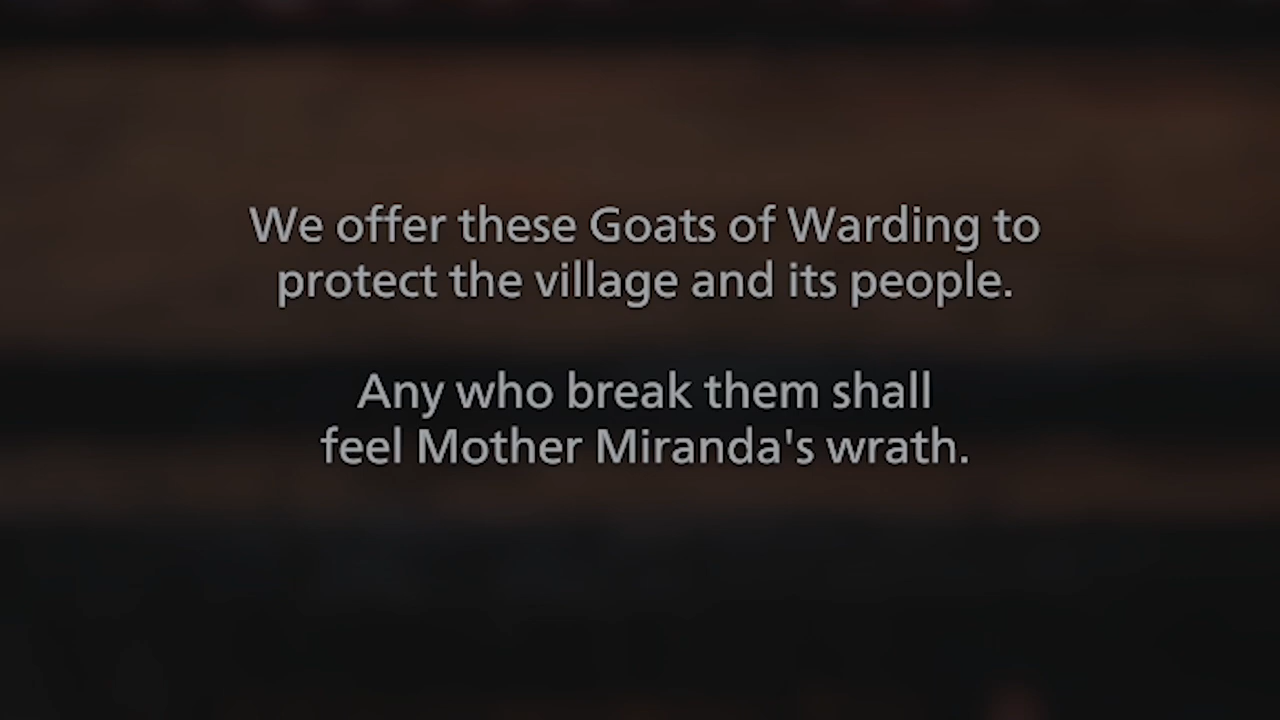 We offer these Goats of Warding to
protect the village and its people.
Any who break them shall
feel Mother Miranda's wrath.